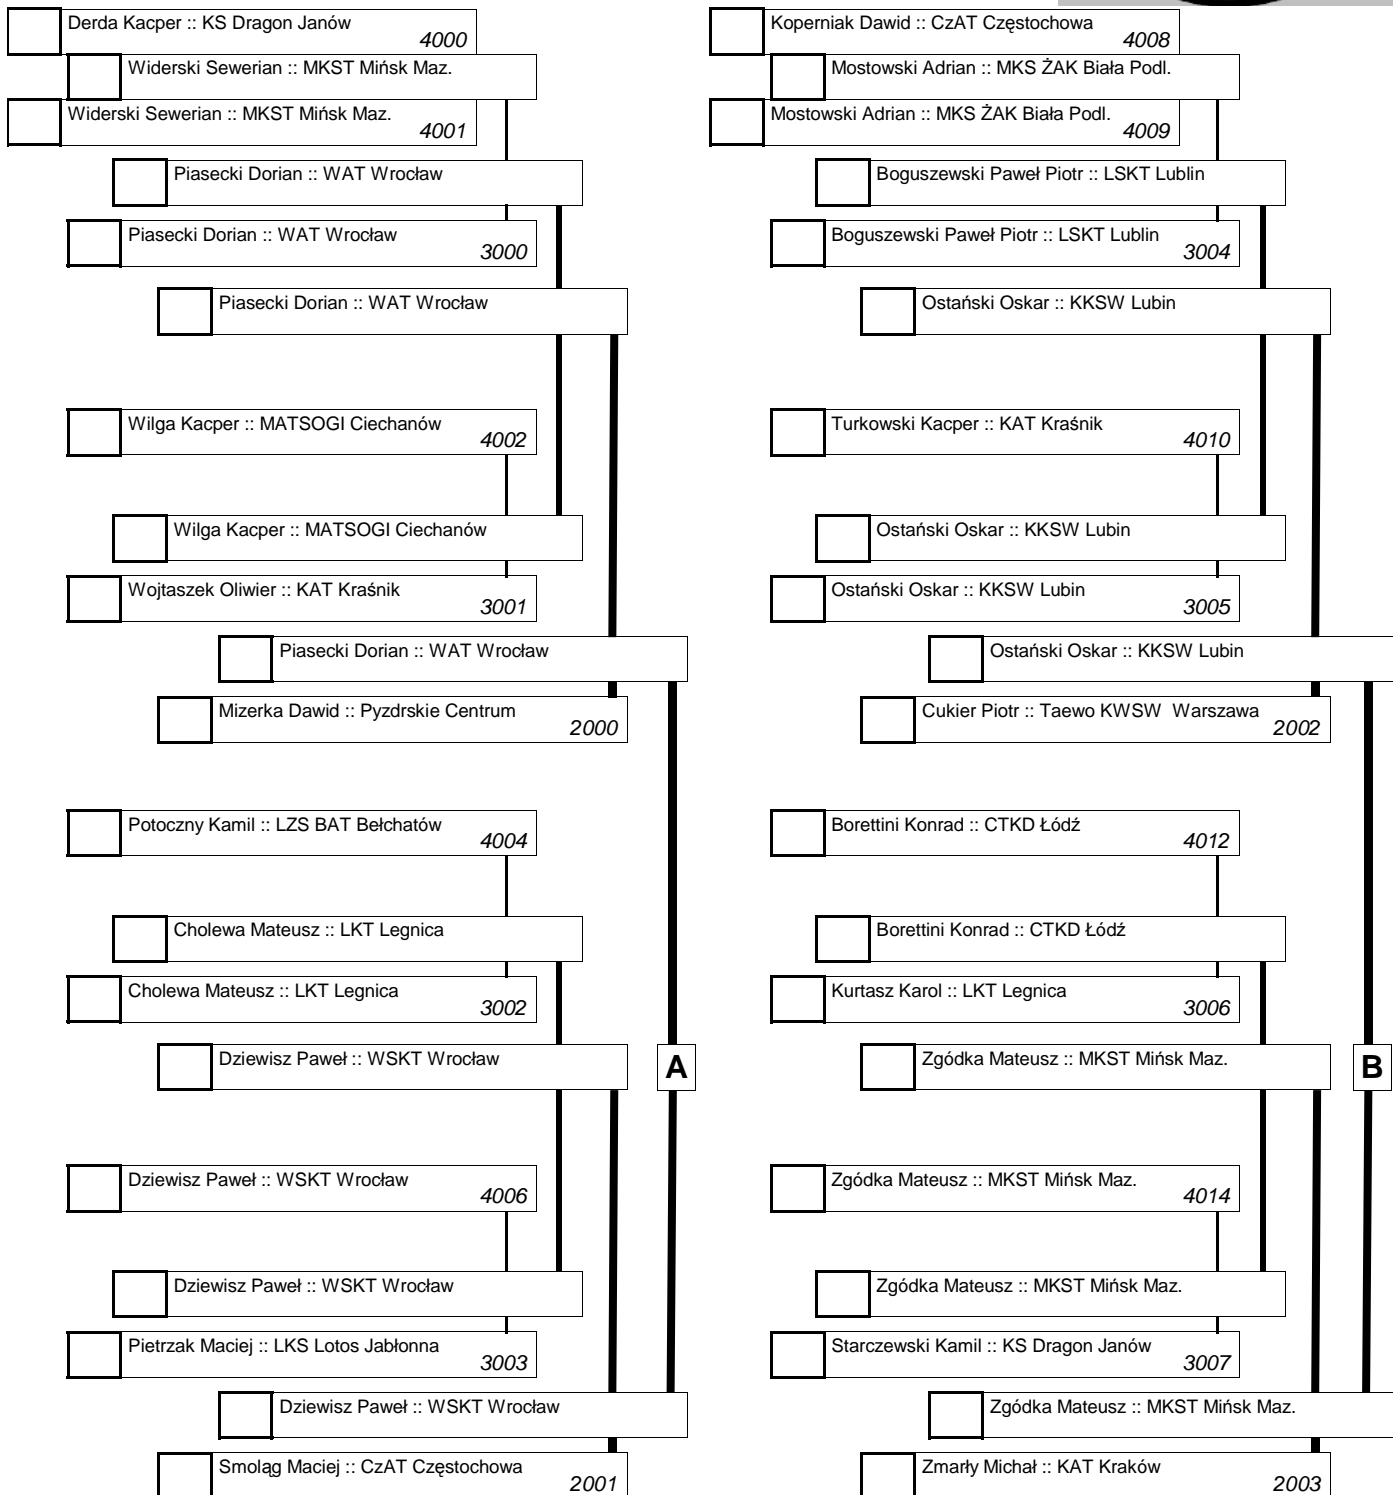 Derda Kacper :: KS Dragon Janów
4000
Widerski Sewerian :: MKST Mińsk Maz.
Widerski Sewerian :: MKST Mińsk Maz.
4001
Piasecki Dorian :: WAT Wrocław
Piasecki Dorian :: WAT Wrocław
3000
Piasecki Dorian :: WAT Wrocław
Wilga Kacper :: MATSOGI Ciechanów
4002
Wilga Kacper :: MATSOGI Ciechanów
Wojtaszek Oliwier :: KAT Kraśnik
3001
Piasecki Dorian :: WAT Wrocław
Mizerka Dawid :: Pyzdrskie Centrum
2000
Potoczny Kamil :: LZS BAT Bełchatów
4004
Cholewa Mateusz :: LKT Legnica
Cholewa Mateusz :: LKT Legnica
3002
Dziewisz Paweł :: WSKT Wrocław
A
Dziewisz Paweł :: WSKT Wrocław
4006
Dziewisz Paweł :: WSKT Wrocław
Pietrzak Maciej :: LKS Lotos Jabłonna
3003
Dziewisz Paweł :: WSKT Wrocław
Smoląg Maciej :: CzAT Częstochowa
2001
Koperniak Dawid :: CzAT Częstochowa
4008
Mostowski Adrian :: MKS ŻAK Biała Podl.
Mostowski Adrian :: MKS ŻAK Biała Podl.
4009
Boguszewski Paweł Piotr :: LSKT Lublin
Boguszewski Paweł Piotr :: LSKT Lublin
3004
Ostański Oskar :: KKSW Lubin
Turkowski Kacper :: KAT Kraśnik
4010
Ostański Oskar :: KKSW Lubin
Ostański Oskar :: KKSW Lubin
3005
Ostański Oskar :: KKSW Lubin
Cukier Piotr :: Taewo KWSW  Warszawa
2002
Borettini Konrad :: CTKD Łódź
4012
Borettini Konrad :: CTKD Łódź
Kurtasz Karol :: LKT Legnica
3006
Zgódka Mateusz :: MKST Mińsk Maz.
B
Zgódka Mateusz :: MKST Mińsk Maz.
4014
Zgódka Mateusz :: MKST Mińsk Maz.
Starczewski Kamil :: KS Dragon Janów
3007
Zgódka Mateusz :: MKST Mińsk Maz.
Zmarły Michał :: KAT Kraków
2003